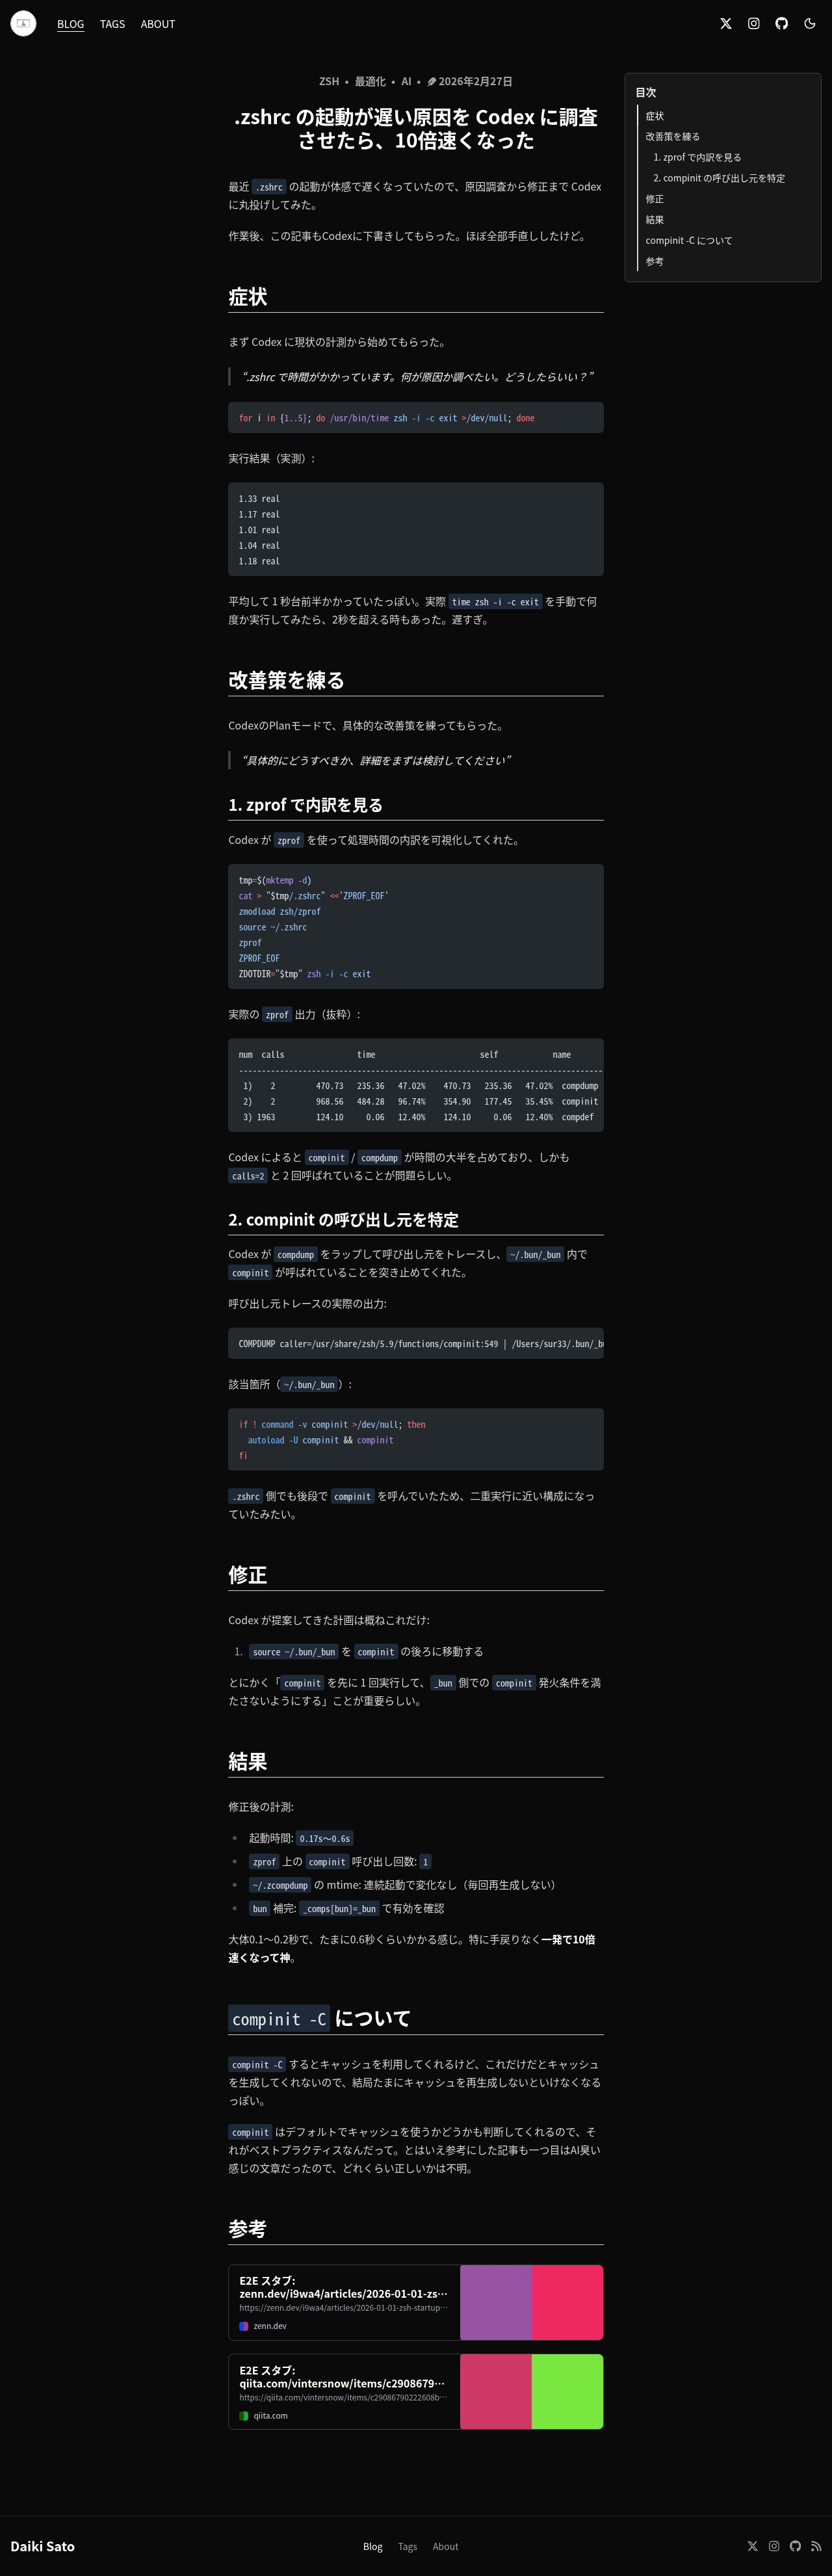 BLOG TAGS ABOUT
ZSH • 最適化 • AI • 2026年2月27日
.zshrc の起動が遅い原因を Codex に調査
させたら、10倍速くなった
目次
症状
改善策を練る
1. zprof で内訳を見る
2. compinit の呼び出し元を特定
修正
結果
compinit -C について
参考
最近 .zshrc の起動が体感で遅くなっていたので、原因調査から修正まで Codex
に丸投げしてみた。
作業後、この記事もCodexに下書きしてもらった。ほぼ全部手直ししたけど。
症状
まず Codex に現状の計測から始めてもらった。
“.zshrc で時間がかかっています。何が原因か調べたい。どうしたらいい？”
for i in {1..5}; do /usr/bin/time zsh -i -c exit >/dev/null; done
実行結果（実測）:
1.33 real
1.17 real
1.01 real
1.04 real
1.18 real
平均して 1 秒台前半かかっていたっぽい。実際 time zsh -i -c exit を手動で何
度か実行してみたら、2秒を超える時もあった。遅すぎ。
改善策を練る
CodexのPlanモードで、具体的な改善策を練ってもらった。
“具体的にどうすべきか、詳細をまずは検討してください”
1. zprof で内訳を見る
Codex が zprof を使って処理時間の内訳を可視化してくれた。
tmp=$(mktemp -d)
cat > "$tmp/.zshrc" <<'ZPROF_EOF'
zmodload zsh/zprof
source ~/.zshrc
zprof
ZPROF_EOF
ZDOTDIR="$tmp" zsh -i -c exit
実際の zprof 出力（抜粋）:
num calls time self name
-----------------------------------------------------------------------------------
1) 2 470.73 235.36 47.02% 470.73 235.36 47.02% compdump
2) 2 968.56 484.28 96.74% 354.90 177.45 35.45% compinit
3) 1963 124.10 0.06 12.40% 124.10 0.06 12.40% compdef
Codex によると compinit / compdump が時間の大半を占めており、しかも
calls=2 と 2 回呼ばれていることが問題らしい。
2. compinit の呼び出し元を特定
Codex が compdump をラップして呼び出し元をトレースし、 ~/.bun/_bun 内で
compinit が呼ばれていることを突き止めてくれた。
呼び出し元トレースの実際の出力:
COMPDUMP caller=/usr/share/zsh/5.9/functions/compinit:549 | /Users/sur33/.bun/_bu
該当箇所（ ~/.bun/_bun ）:
if ! command -v compinit >/dev/null; then
autoload -U compinit && compinit
fi
.zshrc 側でも後段で compinit を呼んでいたため、二重実行に近い構成になっ
ていたみたい。
修正
Codex が提案してきた計画は概ねこれだけ:
1. source ~/.bun/_bun を compinit の後ろに移動する
とにかく「 compinit を先に 1 回実行して、 _bun 側での compinit 発火条件を満
たさないようにする」ことが重要らしい。
結果
修正後の計測:
起動時間: 0.17s〜0.6s
zprof 上の compinit 呼び出し回数: 1
~/.zcompdump の mtime: 連続起動で変化なし（毎回再生成しない）
bun 補完: _comps[bun]=_bun で有効を確認
大体0.1〜0.2秒で、たまに0.6秒くらいかかる感じ。特に手戻りなく一発で10倍
速くなって神。
compinit -C について
compinit -C するとキャッシュを利用してくれるけど、これだけだとキャッシュ
を生成してくれないので、結局たまにキャッシュを再生成しないといけなくなる
っぽい。
compinit はデフォルトでキャッシュを使うかどうかも判断してくれるので、そ
れがベストプラクティスなんだって。とはいえ参考にした記事も一つ目はAI臭い
感じの文章だったので、どれくらい正しいかは不明。
参考
E2E スタブ:
zenn.dev/i9wa4/articles/2026-01-01-zs…
https://zenn.dev/i9wa4/articles/2026-01-01-zsh-startup…
zenn.dev
E2E スタブ:
qiita.com/vintersnow/items/c2908679…
https://qiita.com/vintersnow/items/c29086790222608b…
qiita.com
Daiki Sato
Blog Tags About